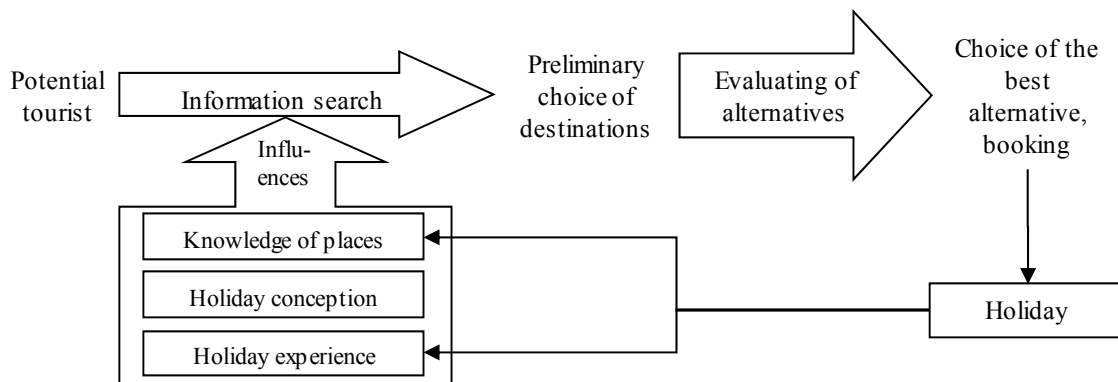 Potential
tourist
Information search
Preliminary
choice of
destinations
Evaluating of
alternatives
Choice of the
best
alternative,
booking
Influ-
ences
Knowledge of places
Holiday conception
Holiday experience
Holiday